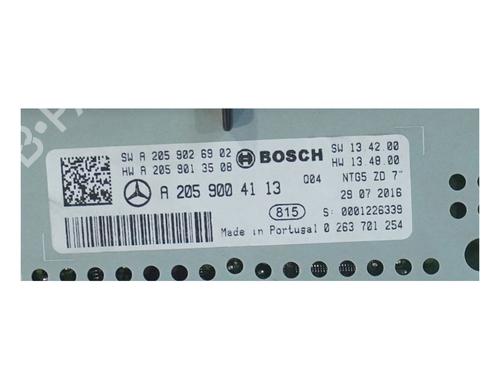 SW A 205 902 69 02 BOSCH SW 13 42 00
HW A 205 901 35 08 HW 13 48 00
A 205 900 41 13 Q04 NTG5 ZD 7"
29 07 2016
815 S: 0001226339
Made in Portugal 0 263 701 254